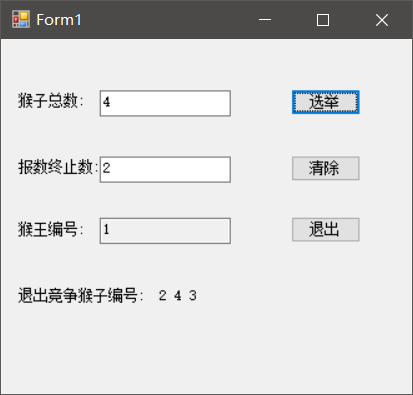 Form1
猴子总数: 4 选举
报数终止数: 2 清除
猴王编号: 1 退出
退出竞争猴子编号: 2 4 3